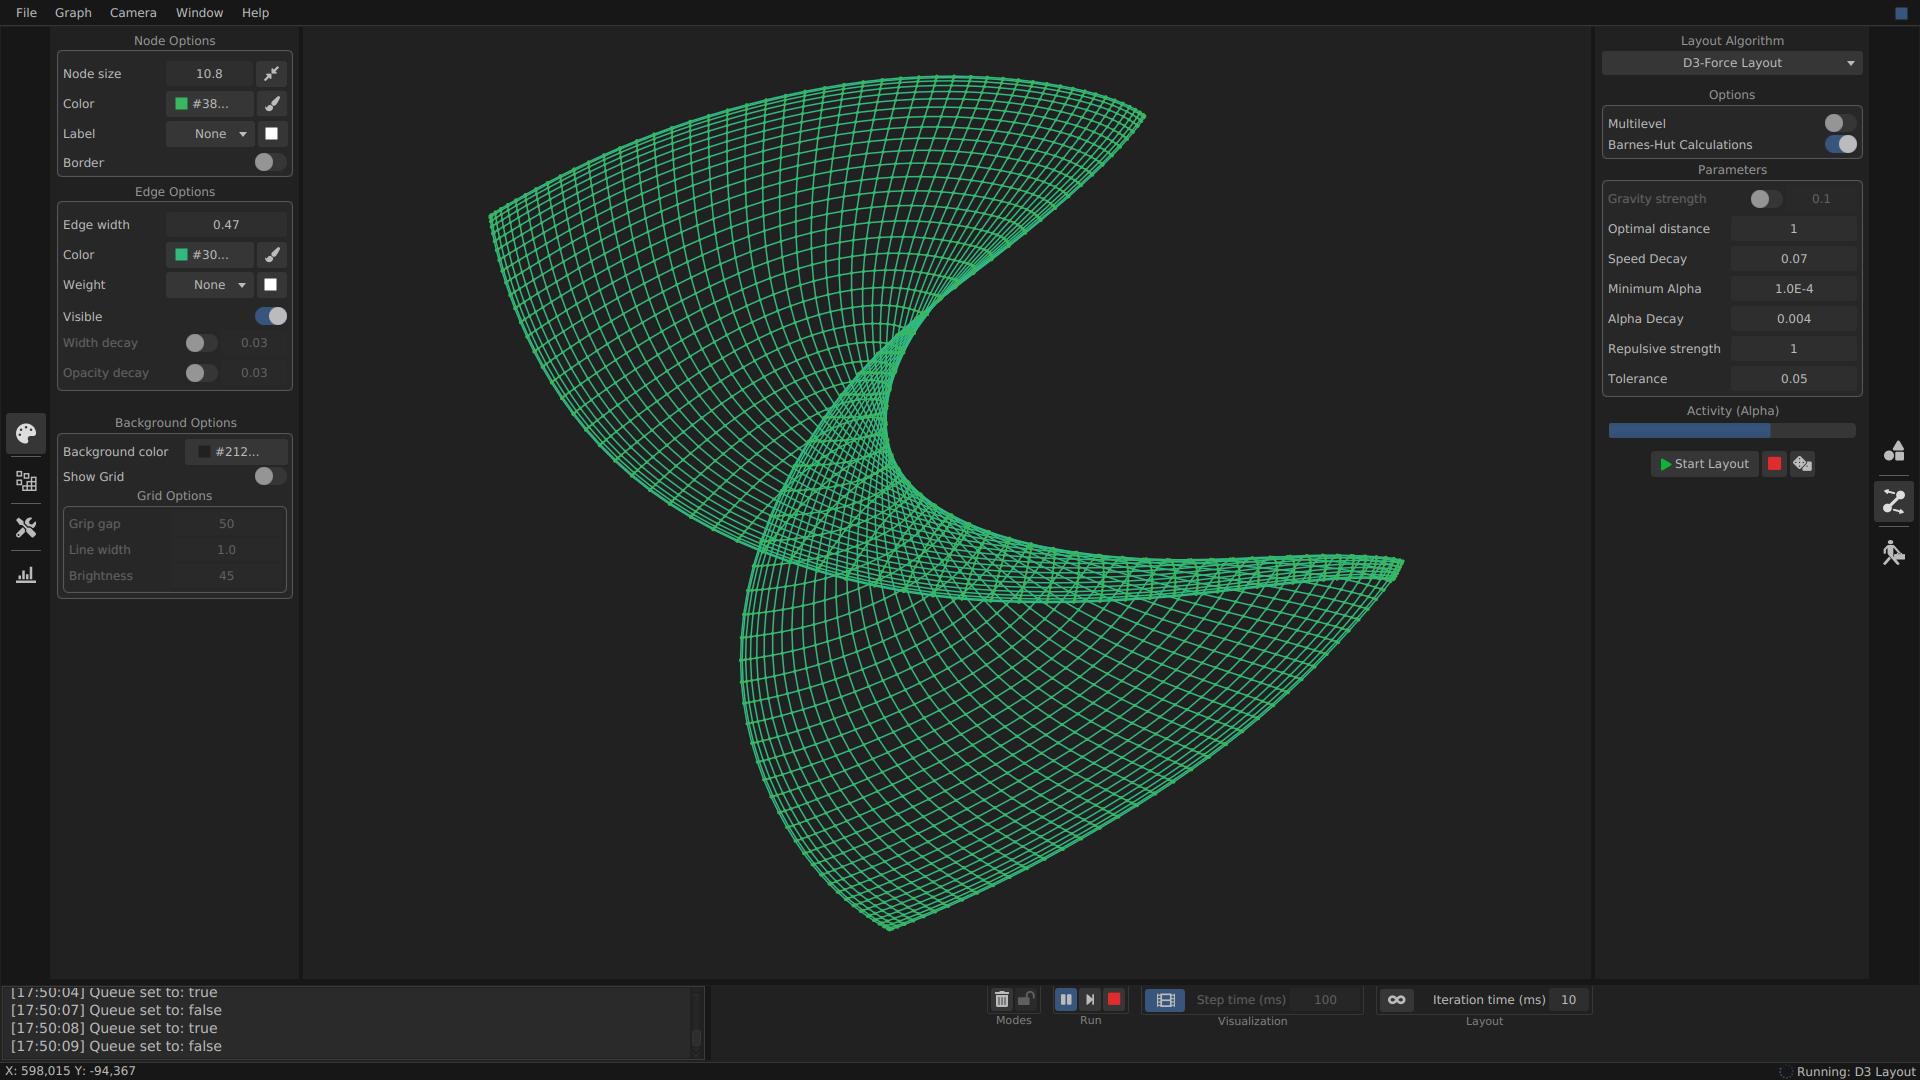 File Graph Camera Window Help
Node Options
Node size 10.8
Color #38...
Label None
Border
Edge Options
Edge width 0.47
Color #30...
Weight None
Visible
Width decay 0.03
Opacity decay 0.03
Background Options
Background color #212...
Show Grid
Grid Options
Grip gap 50
Line width 1.0
Brightness 45
Layout Algorithm
D3-Force Layout
Options
Multilevel
Barnes-Hut Calculations
Parameters
Gravity strength 0.1
Optimal distance 1
Speed Decay 0.07
Minimum Alpha 1.0E-4
Alpha Decay 0.004
Repulsive strength 1
Tolerance 0.05
Activity (Alpha)
Start Layout
[17:50:04] Queue set to: true
[17:50:07] Queue set to: false
[17:50:08] Queue set to: true
[17:50:09] Queue set to: false
Step time (ms) 100
Iteration time (ms) 10
Modes Run Visualization Layout
X: 598,015 Y: -94,367
Running: D3 Layout